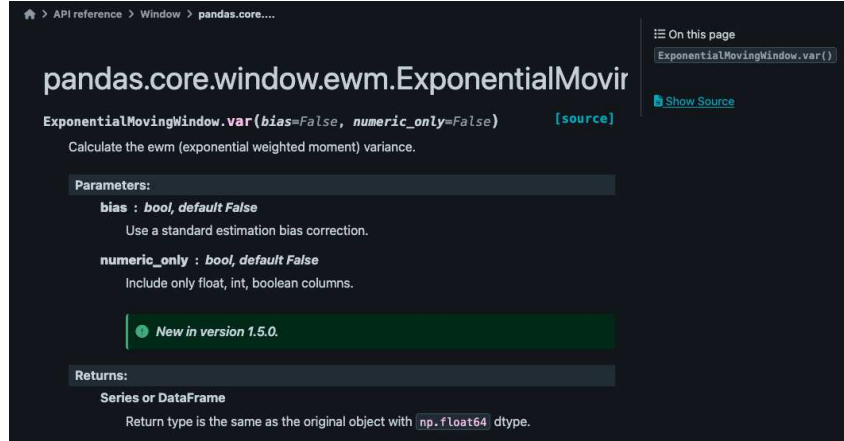 API reference > Window > pandas.core....
On this page
ExponentialMovingWindow.var()
Show Source
pandas.core.window.ewm.ExponentialMovin
ExponentialMovingWindow.var(bias=False, numeric_only=False) [source]
Calculate the ewm (exponential weighted moment) variance.
Parameters:
bias : bool, default False
Use a standard estimation bias correction.
numeric_only : bool, default False
Include only float, int, boolean columns.
New in version 1.5.0.
Returns:
Series or DataFrame
Return type is the same as the original object with np.float64 dtype.